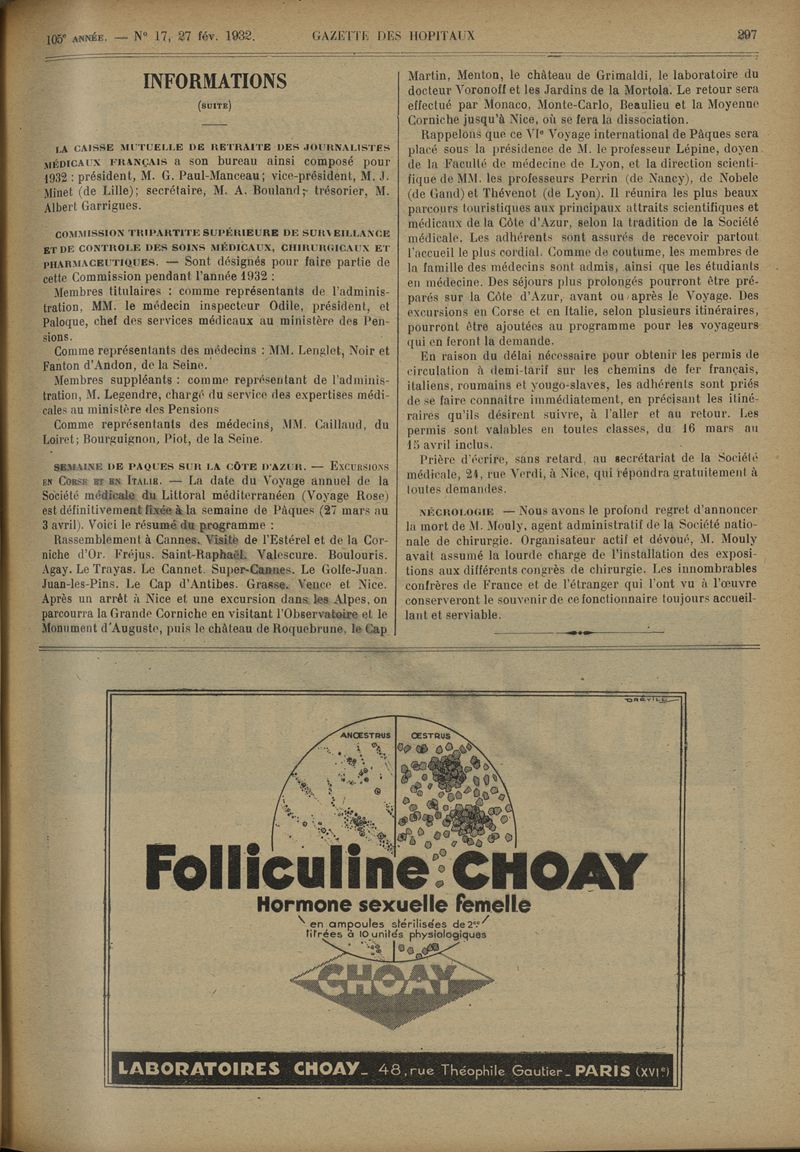 105e ANNÉE. — N° 17, 27 fév. 1932. GAZETTE DES HOPITAUX 297
INFORMATIONS
(SUITE)
LA CAISSE MUTUELLE DE RETRAITE DES JOURNALISTES
MÉDICAUX FRANÇAIS a son bureau ainsi composé pour
1932 : président, M. G. Paul-Manceau; vice-président, M. J.
Minet (de Lille); secrétaire, M. A. Bouland; trésorier, M.
Albert Garrigues.
COMMISSION TRIPARTITE SUPÉRIEURE DE SURVEILLANCE
ET DE CONTROLE DES SOINS MÉDICAUX, CHIRURGICAUX ET
PHARMACEUTIQUES. — Sont désignés pour faire partie de
cette Commission pendant l'année 1932 :
Membres titulaires : comme représentants de l'adminis-
tration, MM. le médecin inspecteur Odile, président, et
Paloque, chef des services médicaux au ministère des Pen-
sions.
Comme représentants des médecins : MM. Lenglet, Noir et
Fanton d'Andon, de la Seine.
Membres suppléants : comme représentant de l'adminis-
tration, M. Legendre, chargé du service des expertises médi-
cales au ministère des Pensions
Comme représentants des médecins, MM. Caillaud, du
Loiret; Bourguignon, Piot, de la Seine.
SEMAINE DE PAQUES SUR LA CÔTE D'AZUR. — EXCURSIONS
EN CORSE ET EN ITALIE. — La date du Voyage annuel de la
Société médicale du Littoral méditerranéen (Voyage Rose)
est définitivement fixée à la semaine de Pâques (27 mars au
3 avril). Voici le résumé du programme :
Rassemblement à Cannes. Visite de l'Estérel et de la Cor-
niche d'Or. Fréjus. Saint-Raphaël. Valescure. Boulouris.
Agay. Le Trayas. Le Cannet. Super-Cannes. Le Golfe-Juan.
Juan-les-Pins. Le Cap d'Antibes. Grasse. Vence et Nice.
Après un arrêt à Nice et une excursion dans les Alpes, on
parcourra la Grande Corniche en visitant l'Observatoire et le
Monument d'Auguste, puis le château de Roquebrune, le Cap
Martin, Menton, le château de Grimaldi, le laboratoire du
docteur Voronoff et les Jardins de la Mortola. Le retour sera
effectué par Monaco, Monte-Carlo, Beaulieu et la Moyenne
Corniche jusqu'à Nice, où se fera la dissociation.
Rappelons que ce VIe Voyage international de Pâques sera
placé sous la présidence de M. le professeur Lépine, doyen
de la Faculté de médecine de Lyon, et la direction scienti-
fique de MM. les professeurs Perrin (de Nancy), de Nobele
(de Gand) et Thévenot (de Lyon). Il réunira les plus beaux
parcours touristiques aux principaux attraits scientifiques et
médicaux de la Côte d'Azur, selon la tradition de la Société
médicale. Les adhérents sont assurés de recevoir partout
l'accueil le plus cordial. Comme de coutume, les membres de
la famille des médecins sont admis, ainsi que les étudiants
en médecine. Des séjours plus prolongés pourront être pré-
parés sur la Côte d'Azur, avant ou après le Voyage. Des
excursions en Corse et en Italie, selon plusieurs itinéraires,
pourront être ajoutées au programme pour les voyageurs
qui en feront la demande.
En raison du délai nécessaire pour obtenir les permis de
circulation à demi-tarif sur les chemins de fer français,
italiens, roumains et yougo-slaves, les adhérents sont priés
de se faire connaître immédiatement, en précisant les itiné-
raires qu'ils désirent suivre, à l'aller et au retour. Les
permis sont valables en toutes classes, du 16 mars au
15 avril inclus.
Prière d'écrire, sans retard, au secrétariat de la Société
médicale, 24, rue Verdi, à Nice, qui répondra gratuitement à
toutes demandes.
NÉCROLOGIE — Nous avons le profond regret d'annoncer
la mort de M. Mouly, agent administratif de la Société natio-
nale de chirurgie. Organisateur actif et dévoué, M. Mouly
avait assumé la lourde charge de l'installation des exposi-
tions aux différents congrès de chirurgie. Les innombrables
confrères de France et de l'étranger qui l'ont vu à l'œuvre
conserveront le souvenir de ce fonctionnaire toujours accueil-
lant et serviable.
DRÉVILL
ANŒSTRUS ŒSTRUS
Folliculine CHOAY
Hormone sexuelle femelle
en ampoules stérilisées de 2cc
titrées à 10 unités physiologiques
CHOAY
LABORATOIRES CHOAY_ 48, rue Théophile Gautier_ PARIS (XVIe)